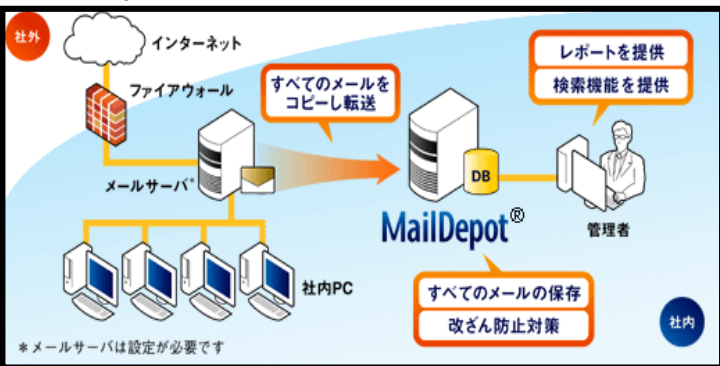 社外
インターネット
ファイアウォール
すべてのメールを
コピーし転送
レポートを提供
検索機能を提供
メールサーバ*
DB
MailDepot®
管理者
社内PC
すべてのメールの保存
改ざん防止対策
社内
*メールサーバは設定が必要です